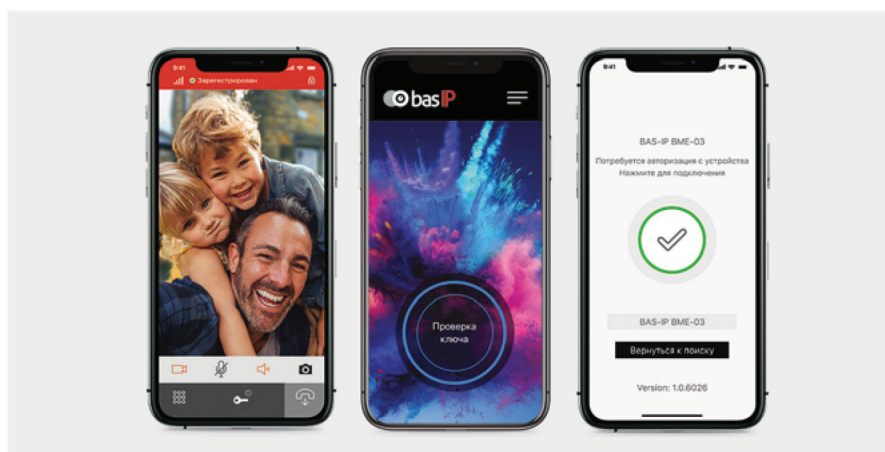 9:41
Зарегистрирован
bas IP
Проверка
ключа
9:41
BAS-IP BME-03
Потребуется авторизация с устройства
Нажмите для подключения
BAS-IP BME-03
Вернуться к поиску
Version: 1.0.6026